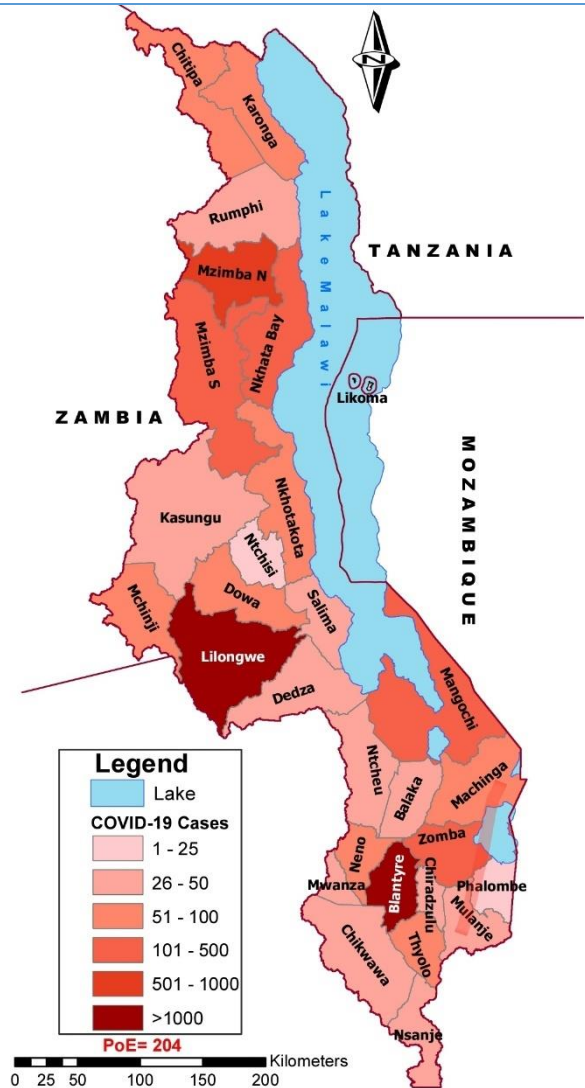 N
Chitipa
Karonga
Rumphi
Lake Malawi
TANZANIA
Mzimba N
Mzimba S
Nkhata Bay
Likoma
ZAMBIA
MOZAMBIQUE
Kasungu
Nkhotakota
Ntchisi
Mchinji
Dowa
Salima
Lilongwe
Dedza
Mangochi
Ntcheu
Balaka
Machinga
Neno
Zomba
Mwanza
Blantyre
Chiradzulu
Phalombe
Mulanje
Chikwawa
Thyolo
Nsanje
Legend
Lake
COVID-19 Cases
1 - 25
26 - 50
51 - 100
101 - 500
501 - 1000
>1000
PoE= 204
Kilometers
0 25 50 100 150 200